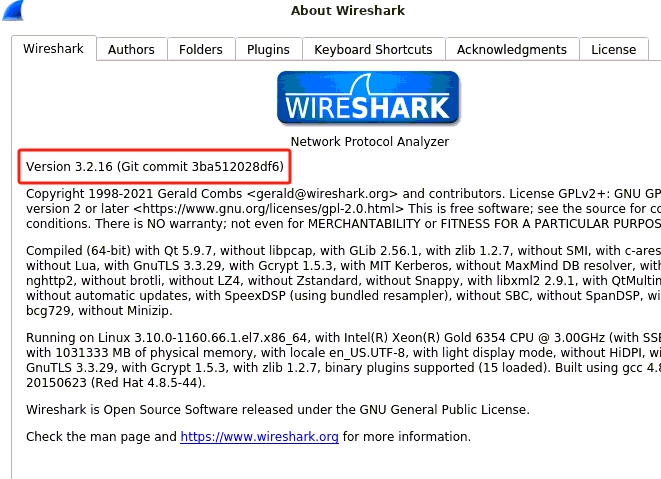 About Wireshark
Wireshark Authors Folders Plugins Keyboard Shortcuts Acknowledgments License
WIRESHARK
Network Protocol Analyzer
Version 3.2.16 (Git commit 3ba512028df6)
Copyright 1998-2021 Gerald Combs <gerald@wireshark.org> and contributors. License GPLv2+: GNU GP
version 2 or later <https://www.gnu.org/licenses/gpl-2.0.html> This is free software; see the source for co
conditions. There is NO warranty; not even for MERCHANTABILITY or FITNESS FOR A PARTICULAR PURPOS
Compiled (64-bit) with Qt 5.9.7, without libpcap, with GLib 2.56.1, with zlib 1.2.7, without SMI, with c-ares
without Lua, with GnuTLS 3.3.29, with Gcrypt 1.5.3, with MIT Kerberos, without MaxMind DB resolver, with
nghttp2, without brotli, without LZ4, without Zstandard, without Snappy, with libxml2 2.9.1, with QtMultim
without automatic updates, with SpeexDSP (using bundled resampler), without SBC, without SpanDSP, wi
bcg729, without Minizip.
Running on Linux 3.10.0-1160.66.1.el7.x86_64, with Intel(R) Xeon(R) Gold 6354 CPU @ 3.00GHz (with SSE
with 1031333 MB of physical memory, with locale en_US.UTF-8, with light display mode, without HiDPI, wi
GnuTLS 3.3.29, with Gcrypt 1.5.3, with zlib 1.2.7, binary plugins supported (15 loaded). Built using gcc 4.8
20150623 (Red Hat 4.8.5-44).
Wireshark is Open Source Software released under the GNU General Public License.
Check the man page and https://www.wireshark.org for more information.